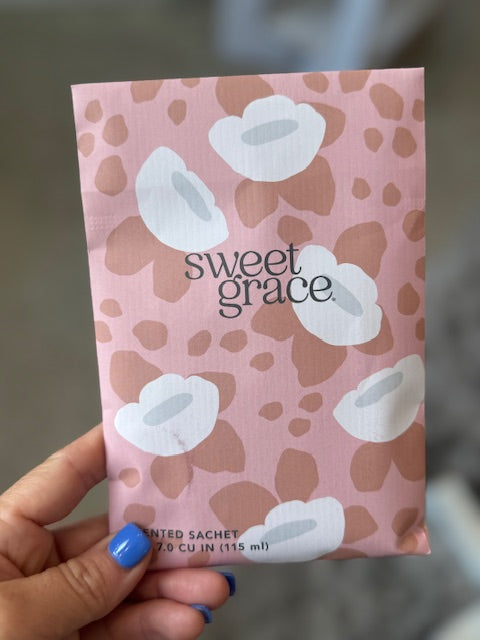 sweet
grace
ENTED SACHET
7.0 CU IN (115 ml)